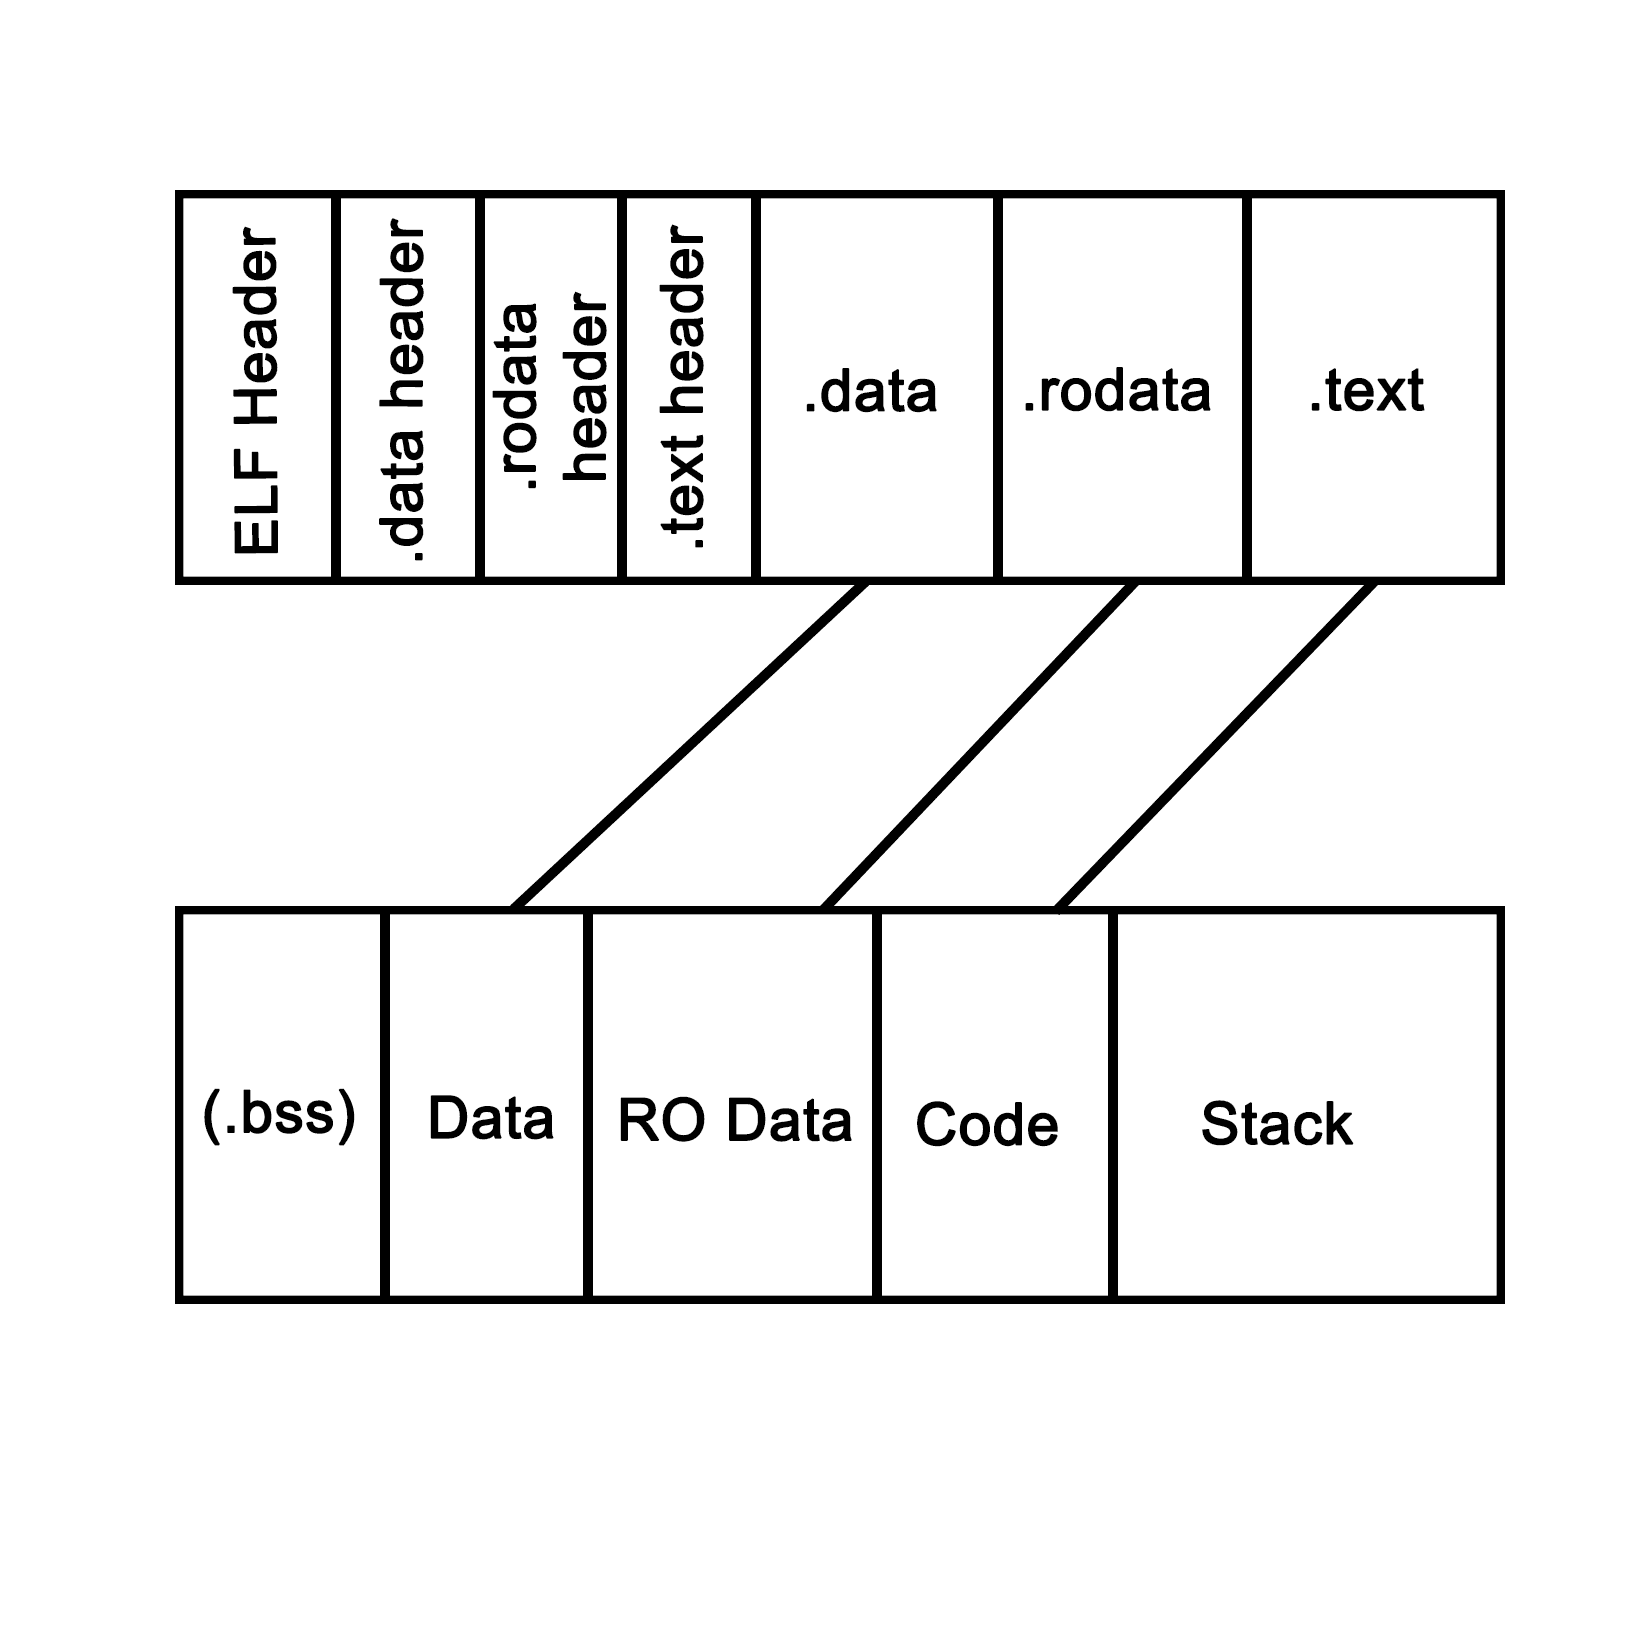 ELF Header
.data header
.rodata
header
.text header
.data
.rodata
.text
(.bss)
Data
RO Data
Code
Stack